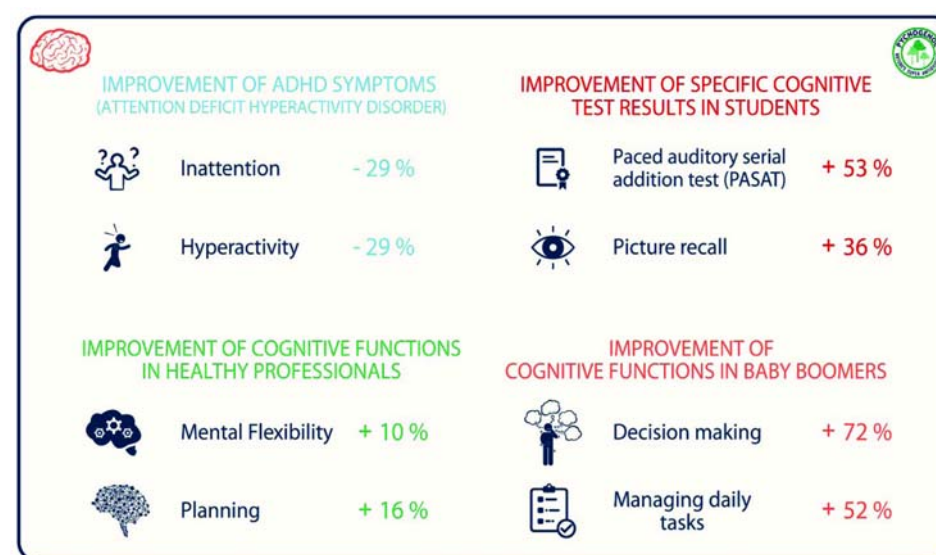 IMPROVEMENT OF ADHD SYMPTOMS
(ATTENTION DEFICIT HYPERACTIVITY DISORDER)
Inattention - 29 %
Hyperactivity - 29 %
IMPROVEMENT OF SPECIFIC COGNITIVE
TEST RESULTS IN STUDENTS
Paced auditory serial
addition test (PASAT) + 53 %
Picture recall + 36 %
IMPROVEMENT OF COGNITIVE FUNCTIONS
IN HEALTHY PROFESSIONALS
Mental Flexibility + 10 %
Planning + 16 %
IMPROVEMENT OF
COGNITIVE FUNCTIONS IN BABY BOOMERS
Decision making + 72 %
Managing daily
tasks + 52 %
PYCNOGENOL